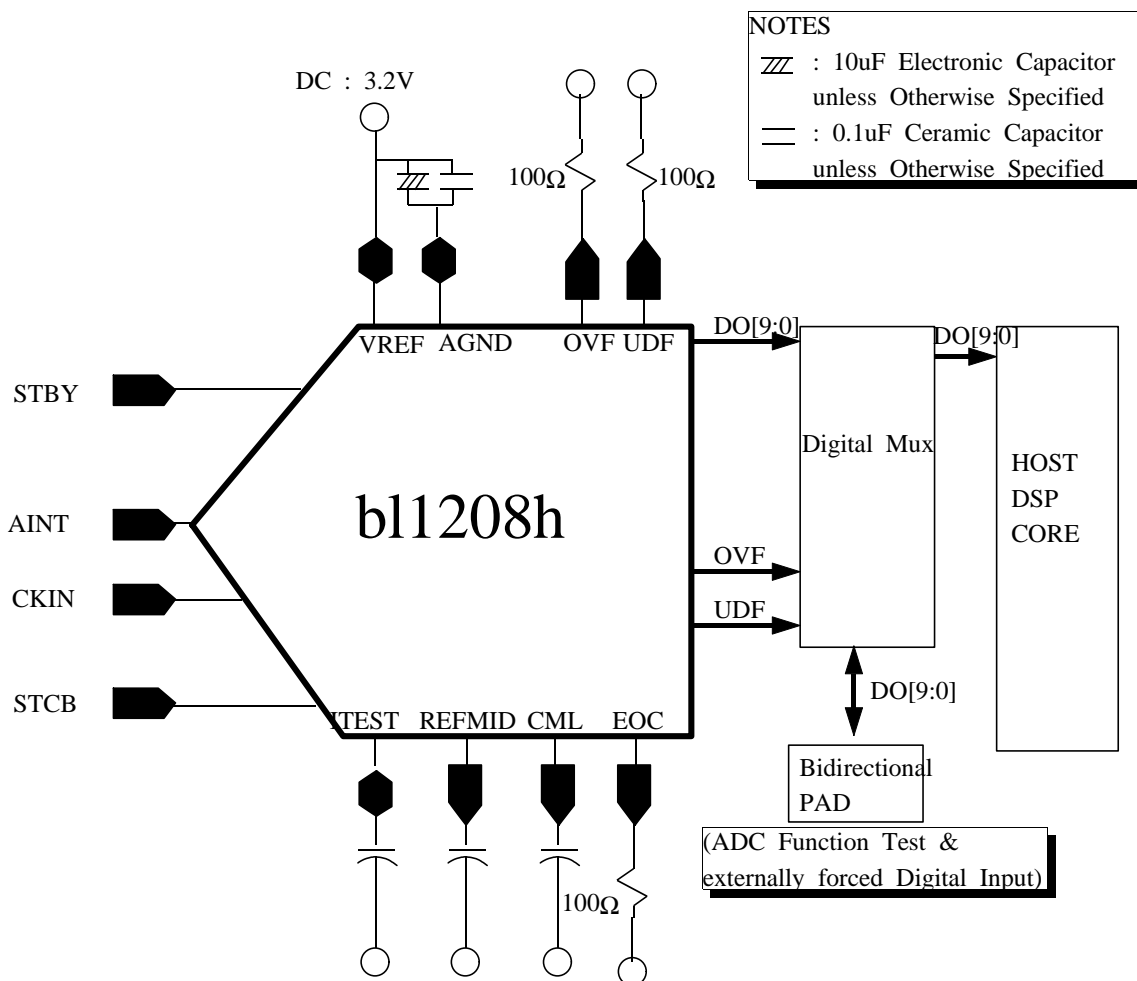 NOTES
: 10uF Electronic Capacitor
unless Otherwise Specified
: 0.1uF Ceramic Capacitor
unless Otherwise Specified
DC : 3.2V
100Ω
100Ω
VREF
AGND
OVF
UDF
DO[9:0]
DO[9:0]
STBY
Digital Mux
HOST
DSP
CORE
AINT
bl1208h
OVF
CKIN
UDF
STCB
DO[9:0]
ITEST
REFMID
CML
EOC
Bidirectional
PAD
(ADC Function Test &
externally forced Digital Input)
100Ω